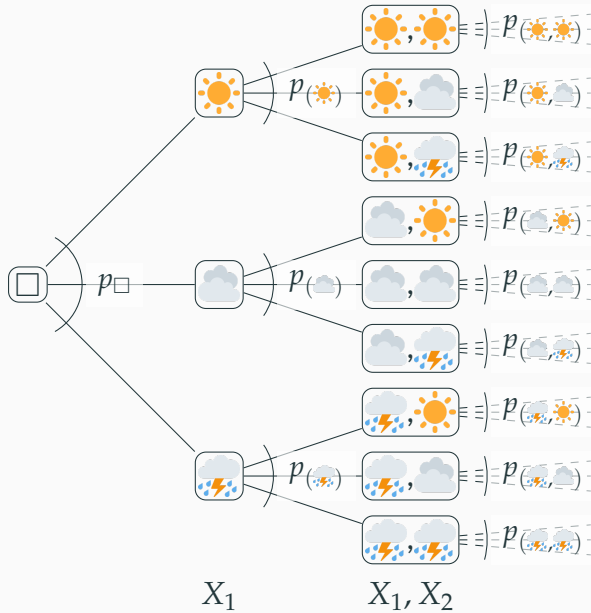 ☀️,☀️ p(☀️ ☀️)
p(☀️) ☀️,☁️ p(☀️,☁️)
☀️,⛈️ p(☀️,⛈️)
☁️,☀️ p(☁️,☀️)
□ p□ p(☁️) ☁️,☁️ p(☁️,☁️)
☁️,⛈️ p(☁️,⛈️)
⛈️,☀️ p(⛈️,☀️)
p(⛈️) ⛈️,☁️ p(⛈️,☁️)
⛈️,⛈️ p(⛈️,⛈️)
X₁ X₁, X₂